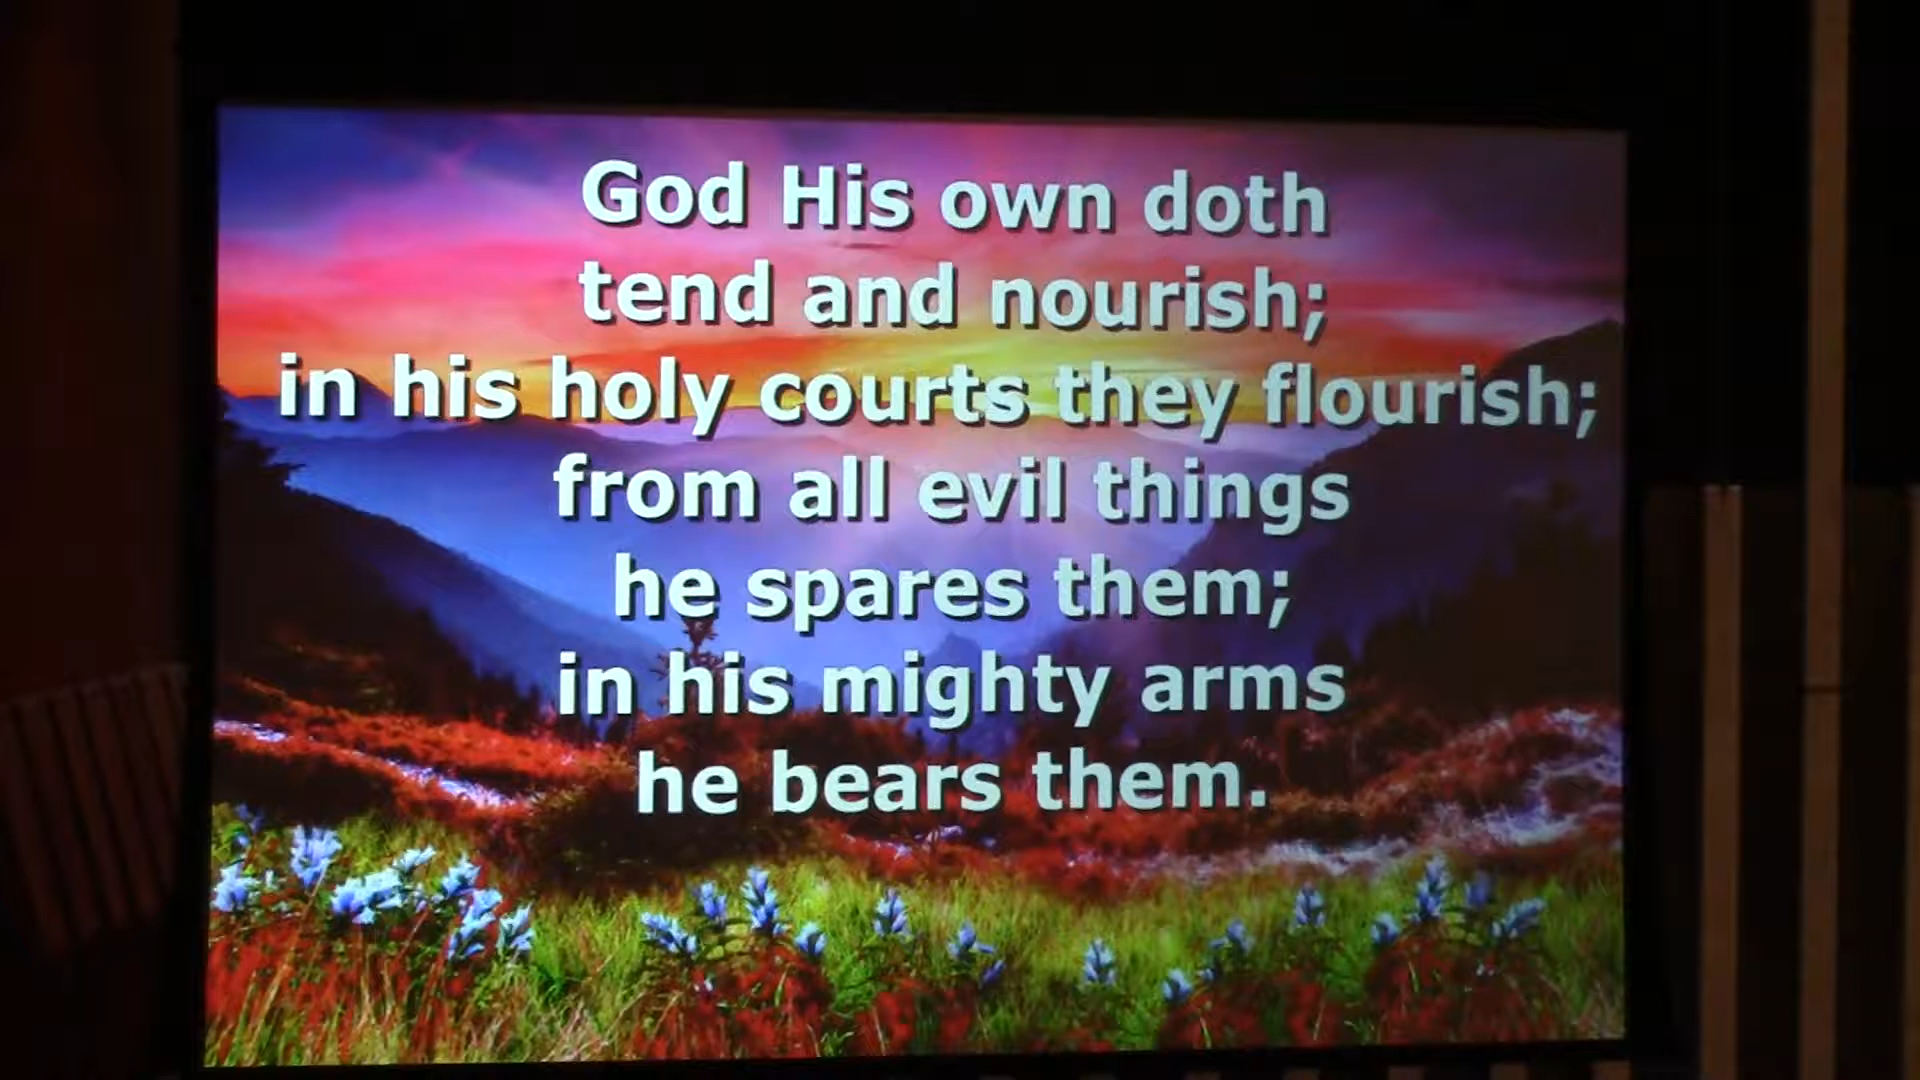 God His own doth
tend and nourish;
in his holy courts they flourish;
from all evil things
he spares them;
in his mighty arms
he bears them.